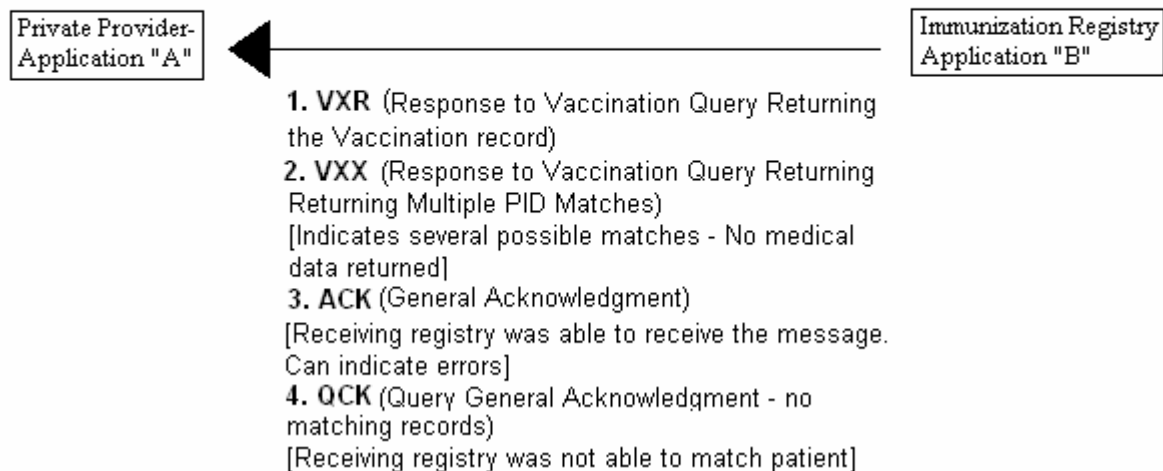 Private Provider-
Application "A"
Immunization Registry
Application "B"
1. VXR (Response to Vaccination Query Returning
the Vaccination record)
2. VXX (Response to Vaccination Query Returning
Returning Multiple PID Matches)
[Indicates several possible matches - No medical
data returned]
3. ACK (General Acknowledgment)
[Receiving registry was able to receive the message.
Can indicate errors]
4. QCK (Query General Acknowledgment - no
matching records)
[Receiving registry was not able to match patient]